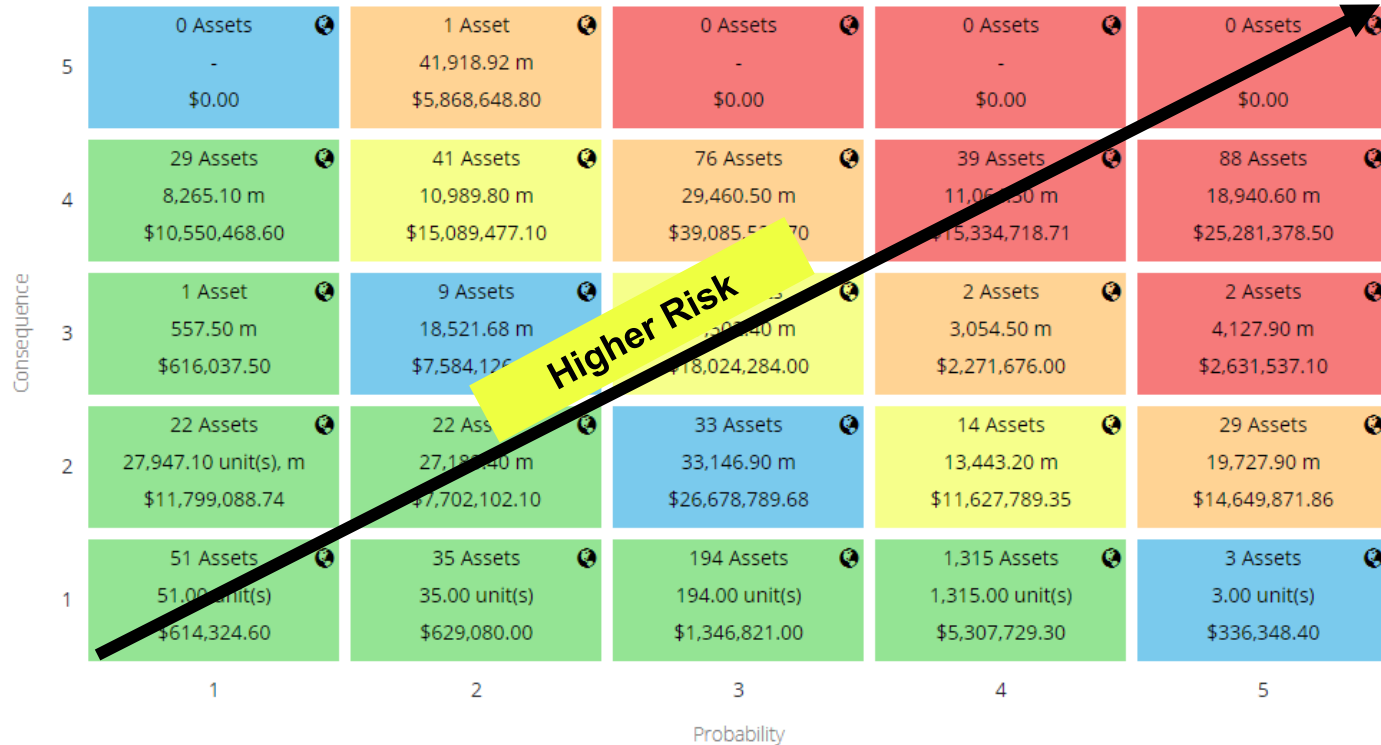 0 Assets
-
$0.00
1 Asset
41,918.92 m
$5,868,648.80
0 Assets
-
$0.00
0 Assets
-
$0.00
0 Assets
$0.00
5
29 Assets
8,265.10 m
$10,550,468.60
41 Assets
10,989.80 m
$15,089,477.10
76 Assets
29,460.50 m
39 Assets
$15,334,718.71
88 Assets
18,940.60 m
$25,281,378.50
4
1 Asset
557.50 m
$616,037.50
9 Assets
18,521.68 m
Higher Risk
$18,024,284.00
2 Assets
3,054.50 m
$2,271,676.00
2 Assets
4,127.90 m
$2,631,537.10
3
Consequence
22 Assets
27,947.10 unit(s), m
$11,799,088.74
22
$7,702,102.10
33 Assets
33,146.90 m
$26,678,789.68
14 Assets
13,443.20 m
$11,627,789.35
29 Assets
19,727.90 m
$14,649,871.86
2
51 Assets
51.00 unit(s)
$614,324.60
35 Assets
35.00 unit(s)
$629,080.00
194 Assets
194.00 unit(s)
$1,346,821.00
1,315 Assets
1,315.00 unit(s)
$5,307,729.30
3 Assets
3.00 unit(s)
$336,348.40
1
1
2
3
4
5
Probability